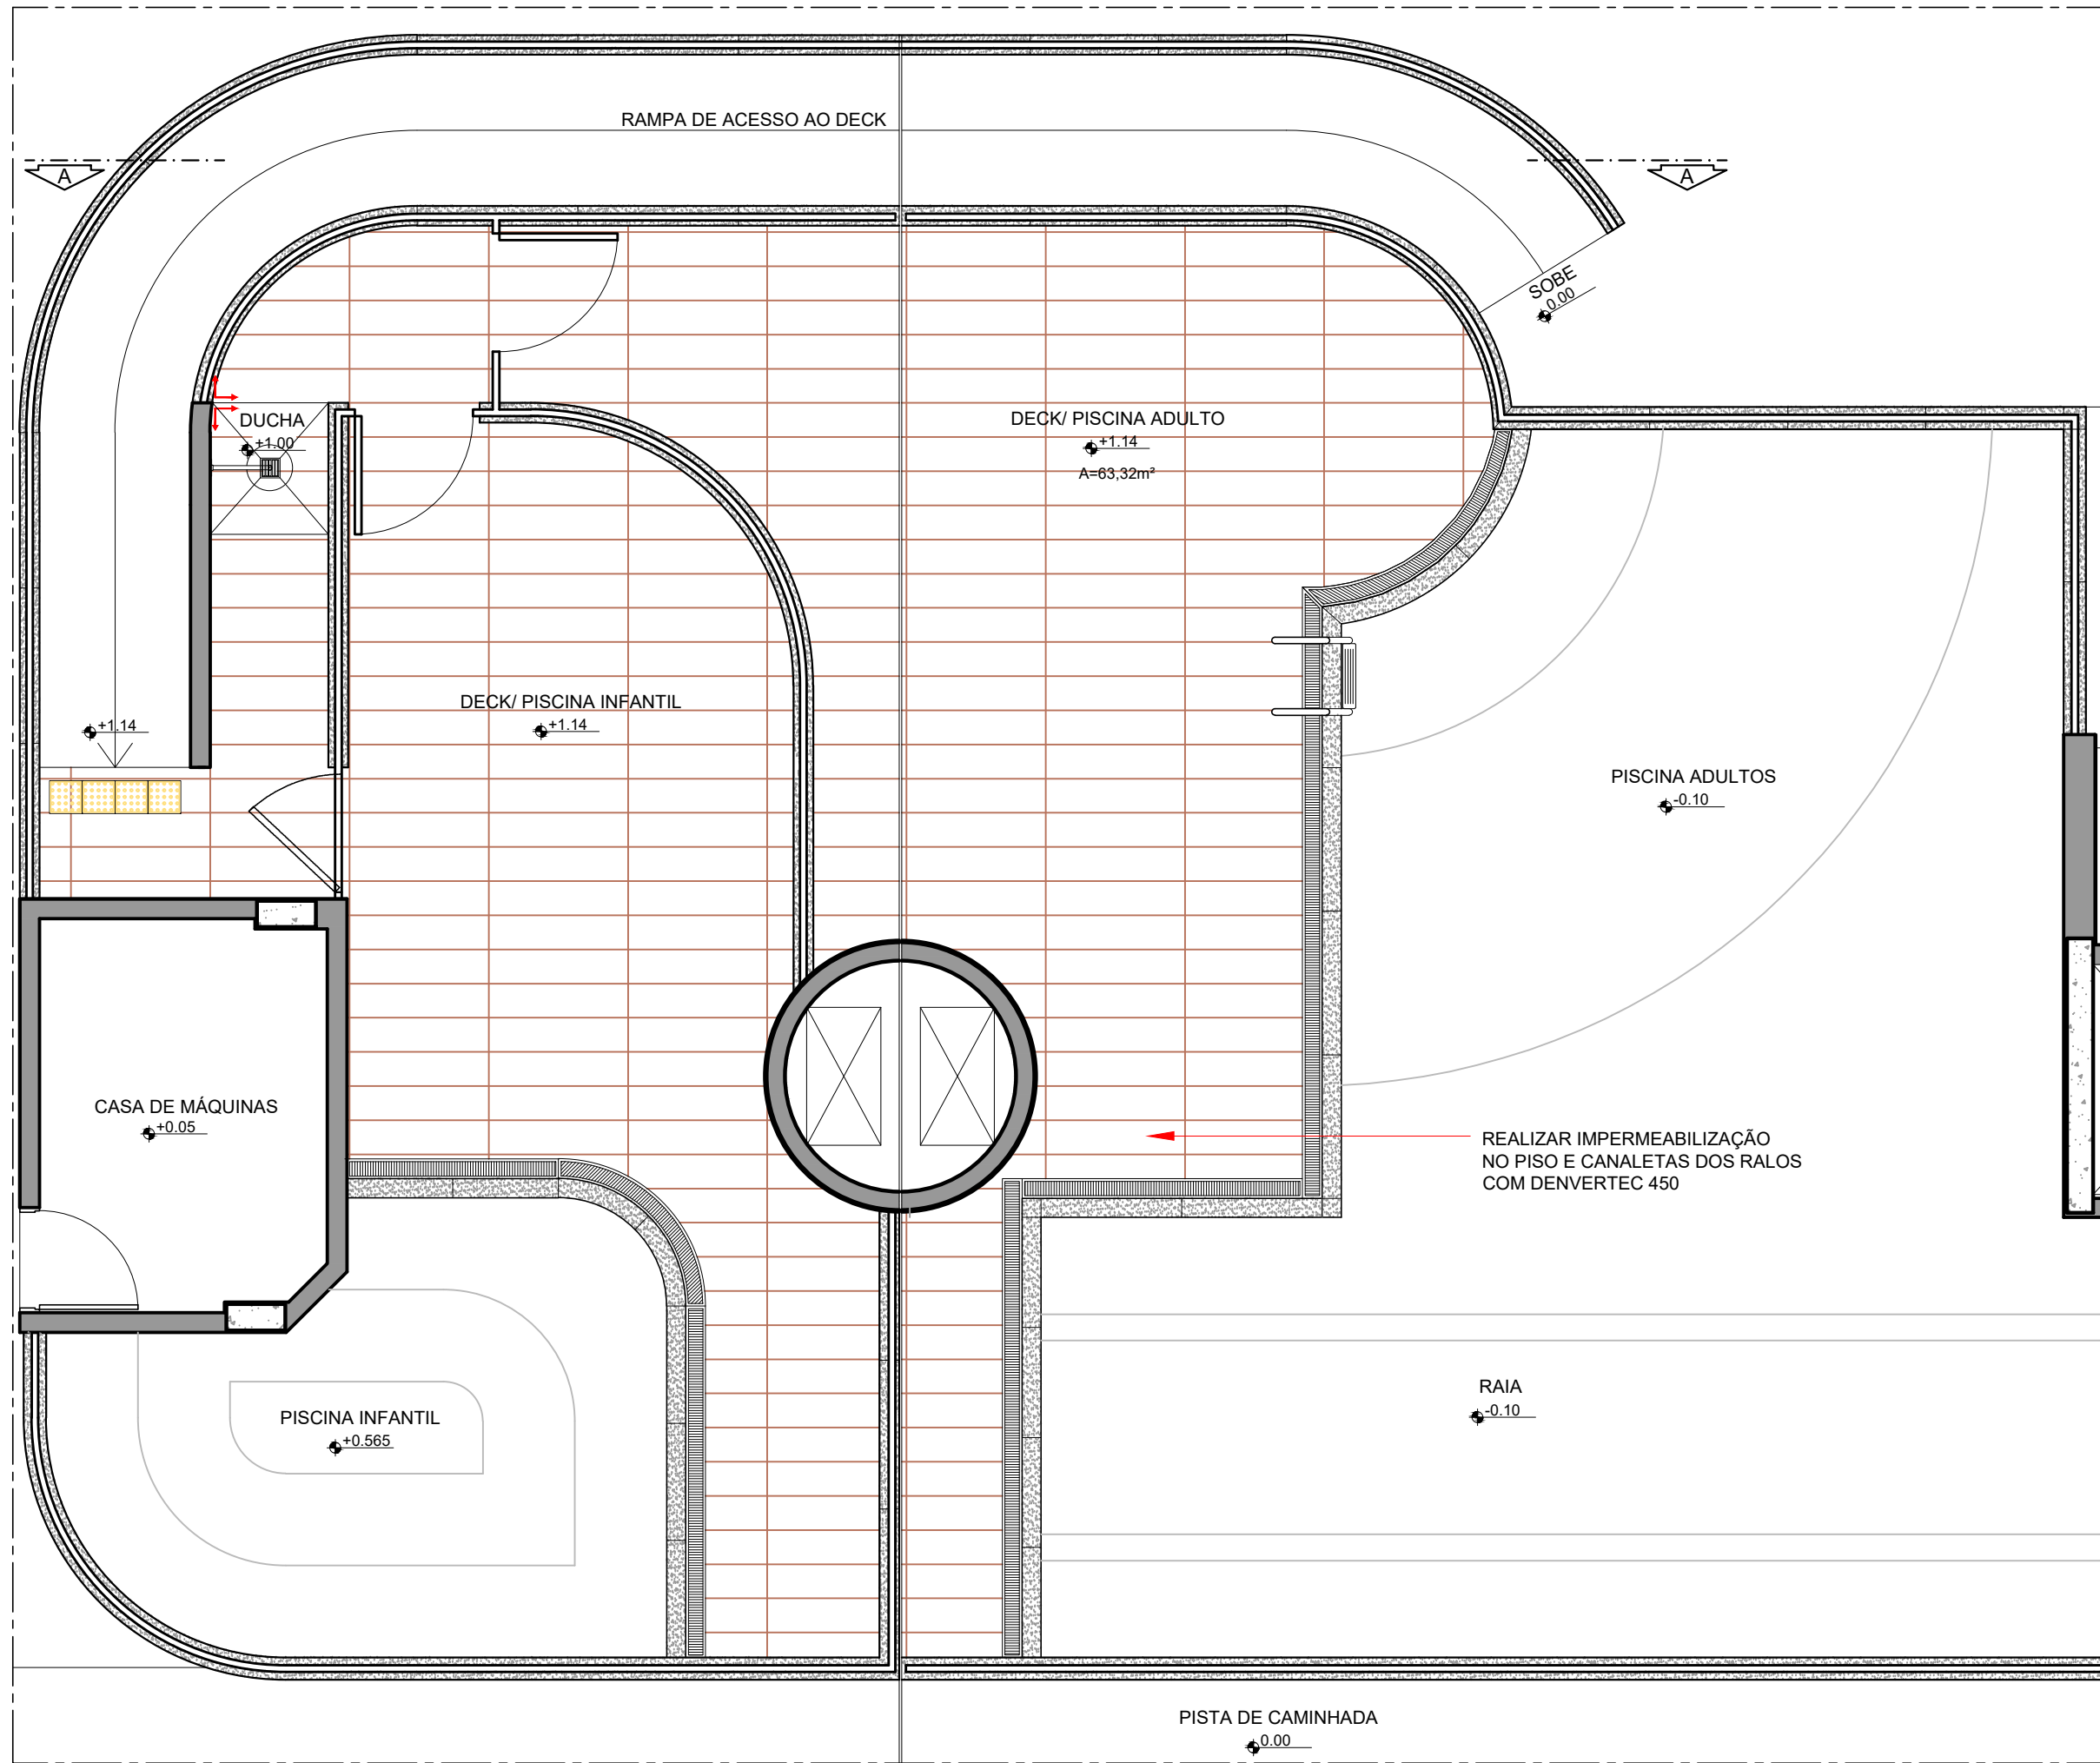 RAMPA DE ACESSO AO DECK
A
A
SOBE
0.00
DUCHA
+1.00
DECK/ PISCINA ADULTO
+1.14
A=63,32m²
DECK/ PISCINA INFANTIL
+1.14
+1.14
PISCINA ADULTOS
-0.10
CASA DE MÁQUINAS
+0.05
REALIZAR IMPERMEABILIZAÇÃO
NO PISO E CANALETAS DOS RALOS
COM DENVERTEC 450
RAIA
-0.10
PISCINA INFANTIL
+0.565
PISTA DE CAMINHADA
0.00